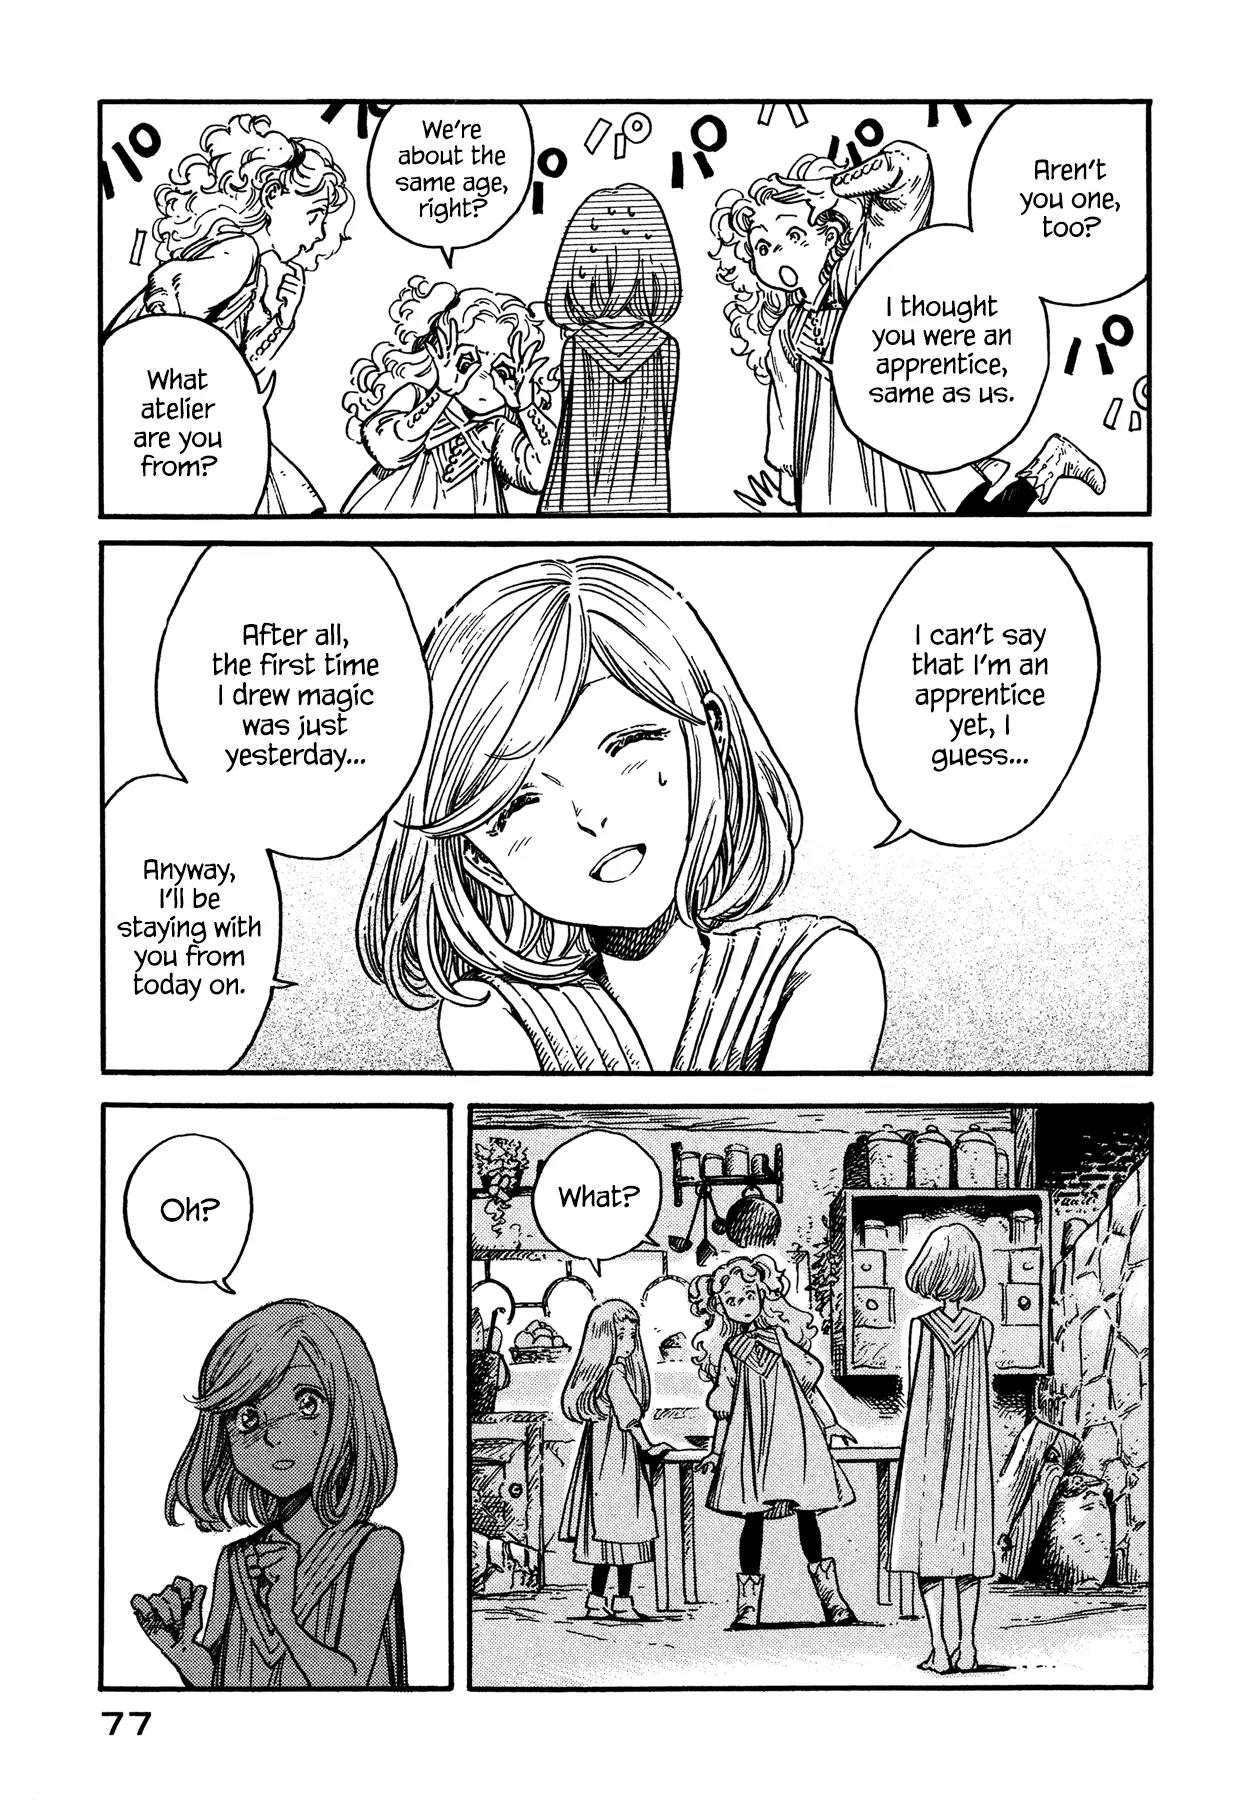 Aren't
you one,
too?
I thought
you were an
apprentice,
same as us.
We're
about the
same age,
right?
What
atelier
are you
from?
I can't say
that I'm an
apprentice
yet, I
guess...
After all,
the first time
I drew magic
was just
yesterday...
Anyway,
I'll be
staying with
you from
today on.
What?
Oh?
77